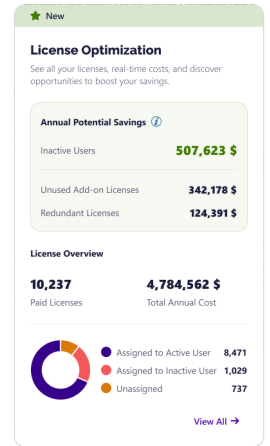 New
License Optimization
See all your licenses, real-time costs, and discover
opportunities to boost your savings.
Annual Potential Savings
Inactive Users 507,623 $
Unused Add-on Licenses 342,178 $
Redundant Licenses 124,391 $
License Overview
10,237 4,784,562 $
Paid Licenses Total Annual Cost
Assigned to Active User 8,471
Assigned to Inactive User 1,029
Unassigned 737
View All →